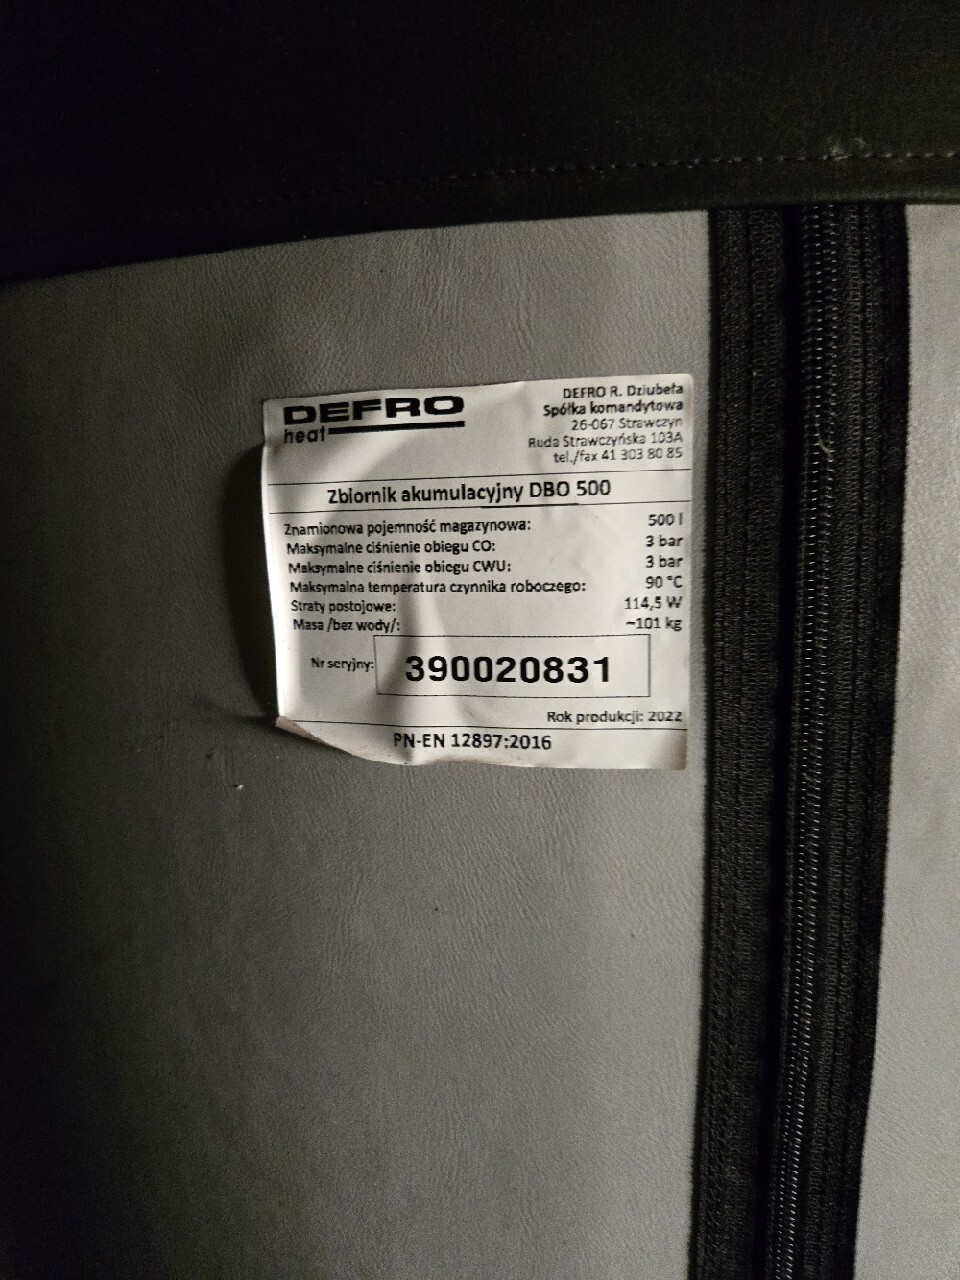 DEFRO
heat
DEFRO R. Dziubeła
Spółka komandytowa
26-067 Strawczyn
Ruda Strawczyńska 103A
tel./fax 41 303 80 85
Zbiornik akumulacyjny DBO 500
Znamionowa pojemność magazynowa: 500 l
Maksymalne ciśnienie obiegu CO: 3 bar
Maksymalne ciśnienie obiegu CWU: 3 bar
Maksymalna temperatura czynnika roboczego: 90 °C
Straty postojowe: 114,5 W
Masa /bez wody/: ~101 kg
Nr seryjny: 390020831
Rok produkcji: 2022
PN-EN 12897:2016